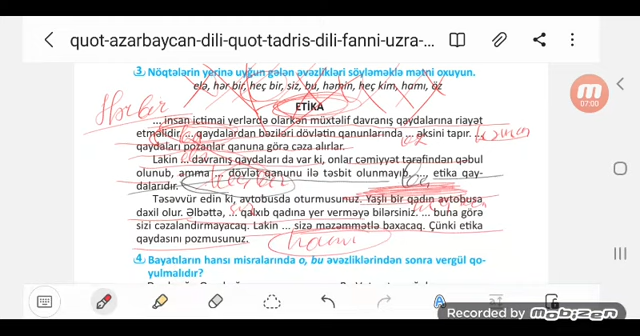 quot-azarbaycan-dili-quot-tadris-dili-fanni-uzra-...
3. Nöqtələrin yerinə uyğun gələn əvəzlikləri söyləməklə mətni oxuyun.
elə, hər bir, heç bir, siz, bu, həmin, heç kim, hamı, öz
Hər bir
ETİKA
... insan ictimai yerlərdə olarkən müxtəlif davranış qaydalarına riayət
etməlidir. ... qaydalardan bəziləri dövlətin qanunlarında ... əksini tapır. ...
öz
qaydaları pozanlar qanuna görə cəza alırlar.
Lakin ... davranış qaydaları da var ki, onlar cəmiyyət tərəfindən qəbul
olunub, amma ... dövlət qanunu ilə təsbit olunmayıb. ... etika qay-
bu
dalarıdır.
Təsəvvür edin ki, avtobusda oturmusunuz. Yaşlı bir qadın avtobusa
daxil olur. Əlbəttə, ... qalxıb qadına yer verməyə bilərsiniz. ... buna görə
sizi cəzalandırmayacaq. Lakin ... sizə məzəmmətlə baxacaq. Çünki etika
qaydasını pozmusunuz.
hamı
4. Bayatıların hansı misralarında o, bu əvəzliklərindən sonra vergül qo-
yulmalıdır?
07:00
Recorded by
mobizen